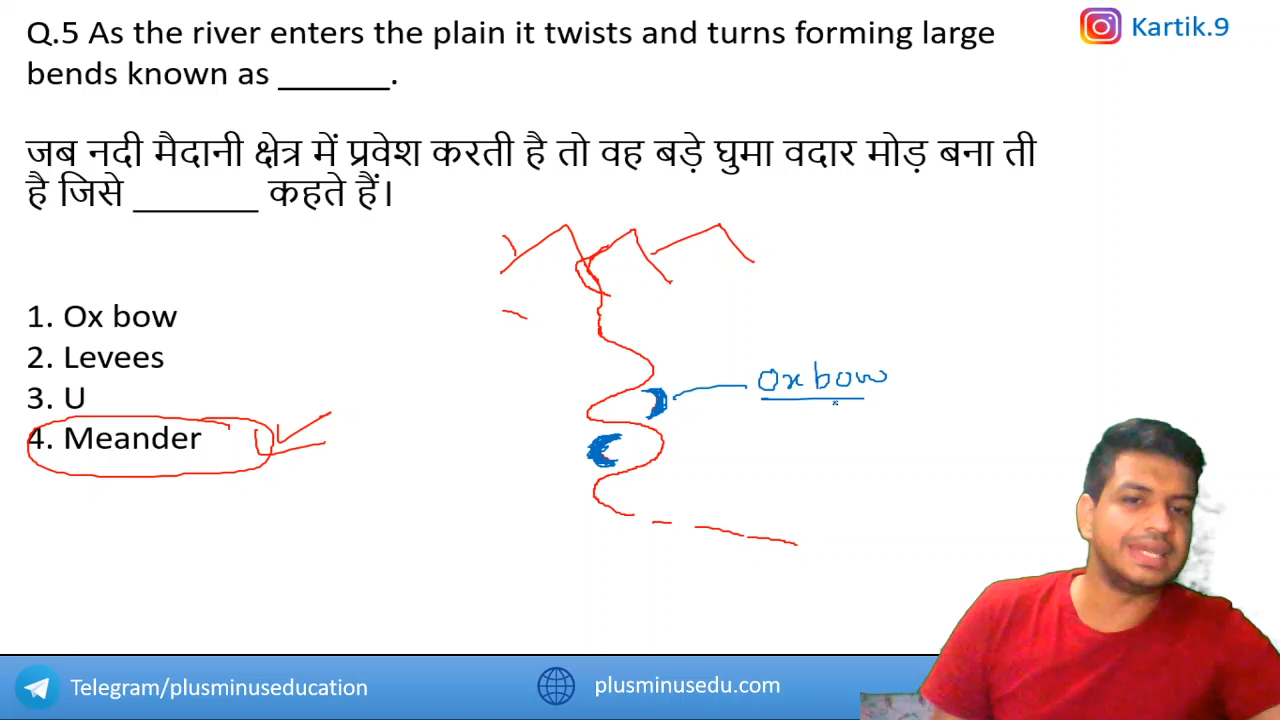 Q.5 As the river enters the plain it twists and turns forming large
bends known as ______.
Kartik.9
जब नदी मैदानी क्षेत्र में प्रवेश करती है तो वह बड़े घुमा वदार मोड़ बना ती
है जिसे _______ कहते हैं।
1. Ox bow
2. Levees
3. U
4. Meander
Ox bow
Telegram/plusminuseducation
plusminusedu.com